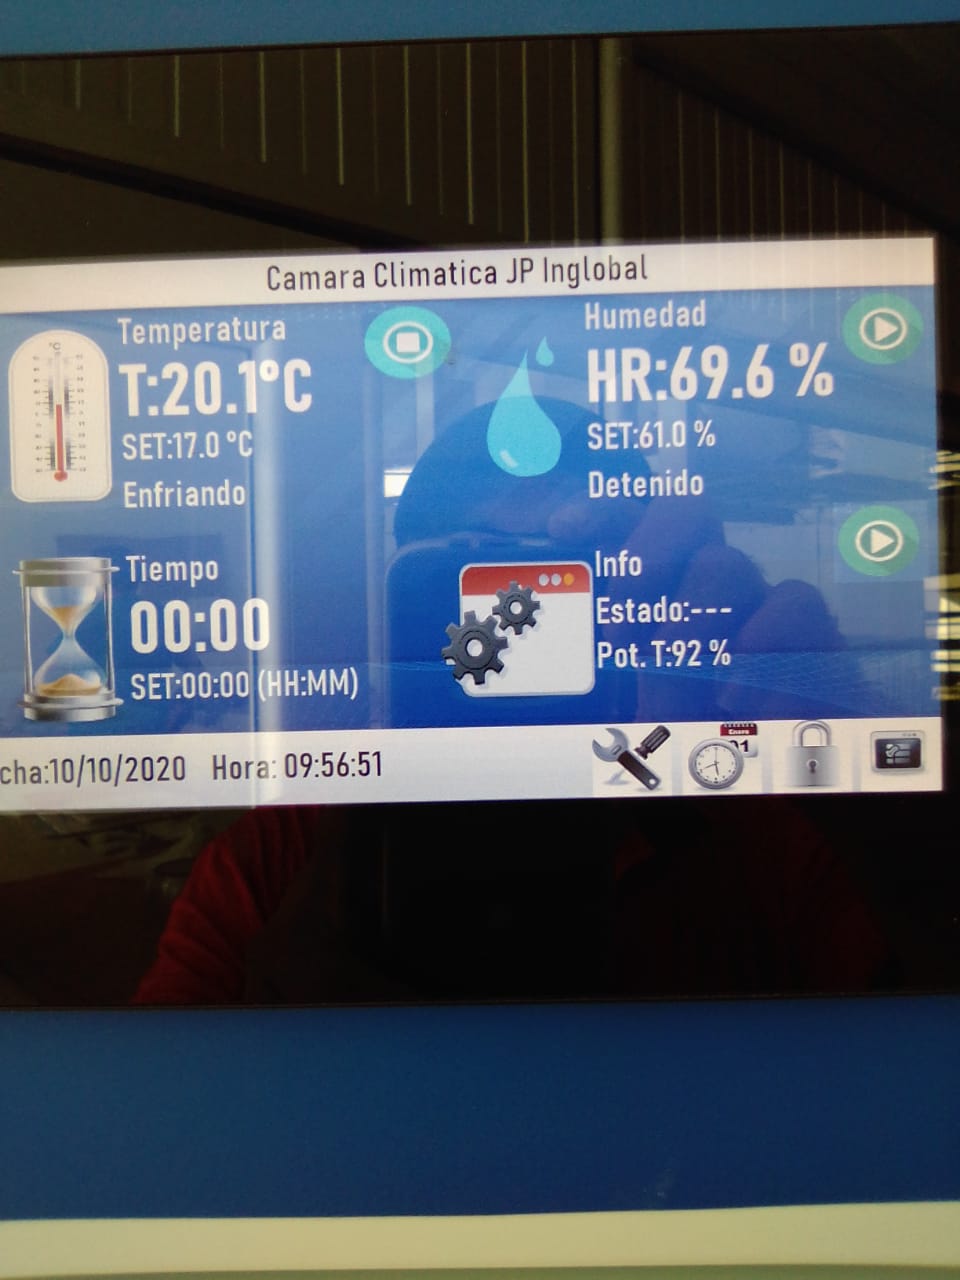 Camara Climatica JP Inglobal
Temperatura
T:20.1°C
SET:17.0 °C
Enfriando
Humedad
HR:69.6 %
SET:61.0 %
Detenido
Tiempo
00:00
SET:00:00 (HH:MM)
Info
Estado:---
Pot. T:92 %
cha:10/10/2020 Hora: 09:56:51
Enero